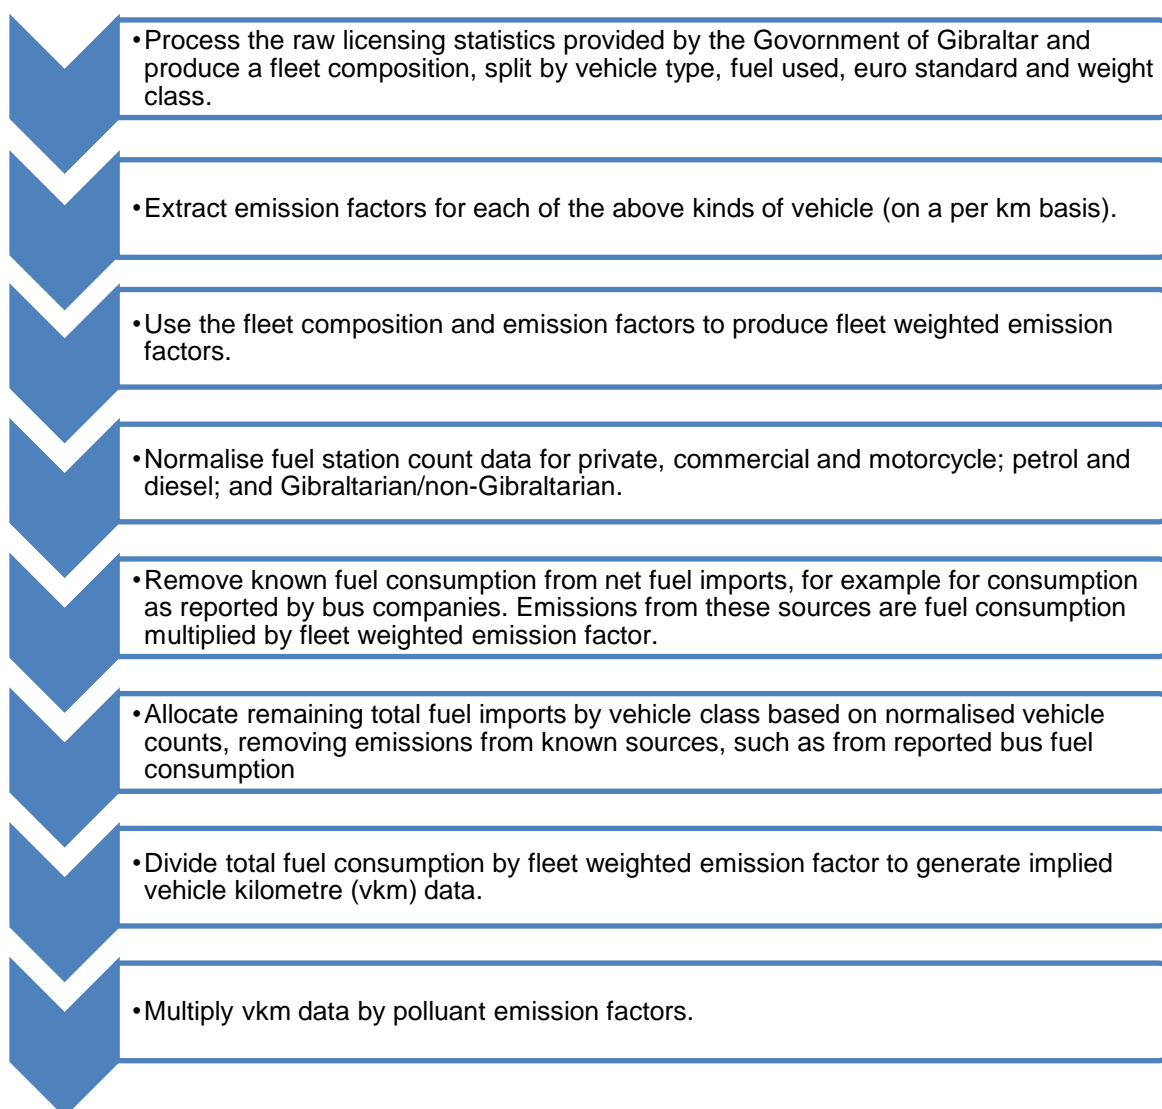 •Process the raw licensing statistics provided by the Govornment of Gibraltar and
produce a fleet composition, split by vehicle type, fuel used, euro standard and weight
class.
•Extract emission factors for each of the above kinds of vehicle (on a per km basis).
•Use the fleet composition and emission factors to produce fleet weighted emission
factors.
•Normalise fuel station count data for private, commercial and motorcycle; petrol and
diesel; and Gibraltarian/non-Gibraltarian.
•Remove known fuel consumption from net fuel imports, for example for consumption
as reported by bus companies. Emissions from these sources are fuel consumption
multiplied by fleet weighted emission factor.
•Allocate remaining total fuel imports by vehicle class based on normalised vehicle
counts, removing emissions from known sources, such as from reported bus fuel
consumption
•Divide total fuel consumption by fleet weighted emission factor to generate implied
vehicle kilometre (vkm) data.
•Multiply vkm data by polluant emission factors.